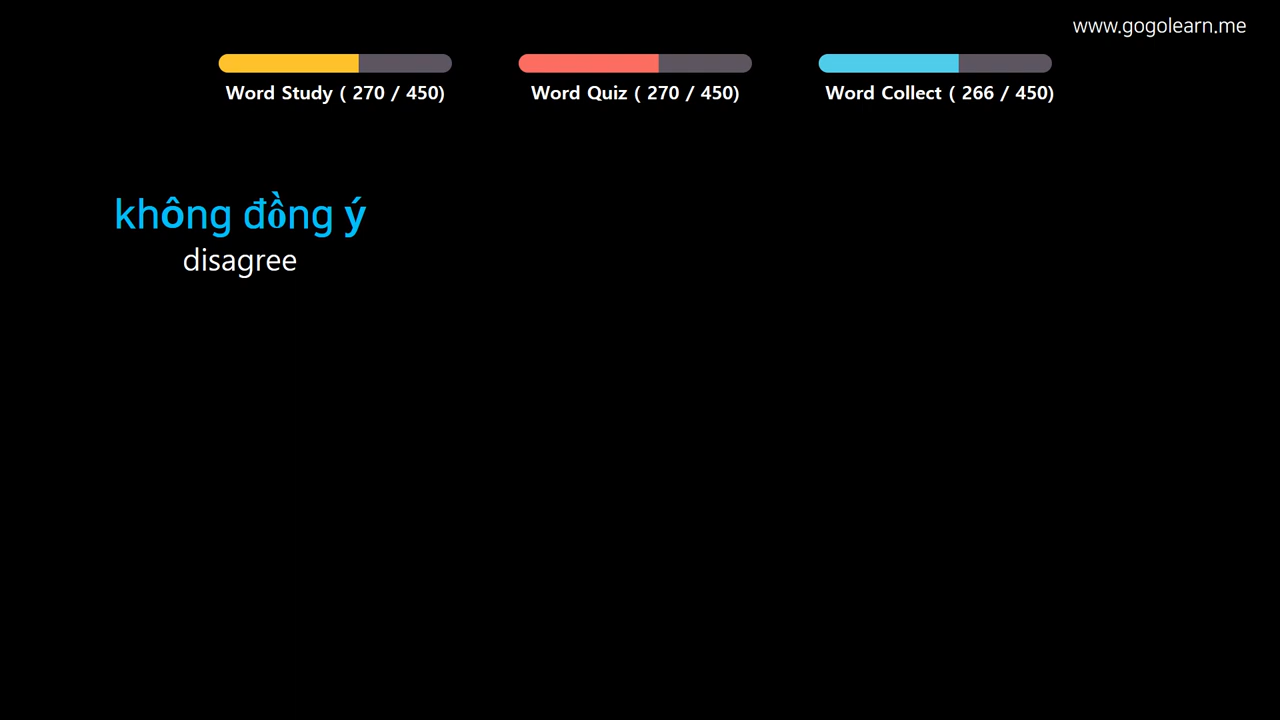 www.gogolearn.me
Word Study ( 270 / 450)
Word Quiz ( 270 / 450)
Word Collect ( 266 / 450)
không đồng ý
disagree